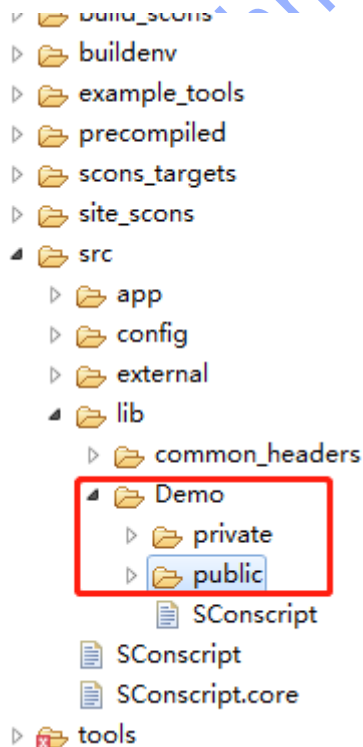 build_scons
buildenv
example_tools
precompiled
scons_targets
site_scons
src
app
config
external
lib
common_headers
Demo
private
public
SConscript
SConscript
SConscript.core
tools